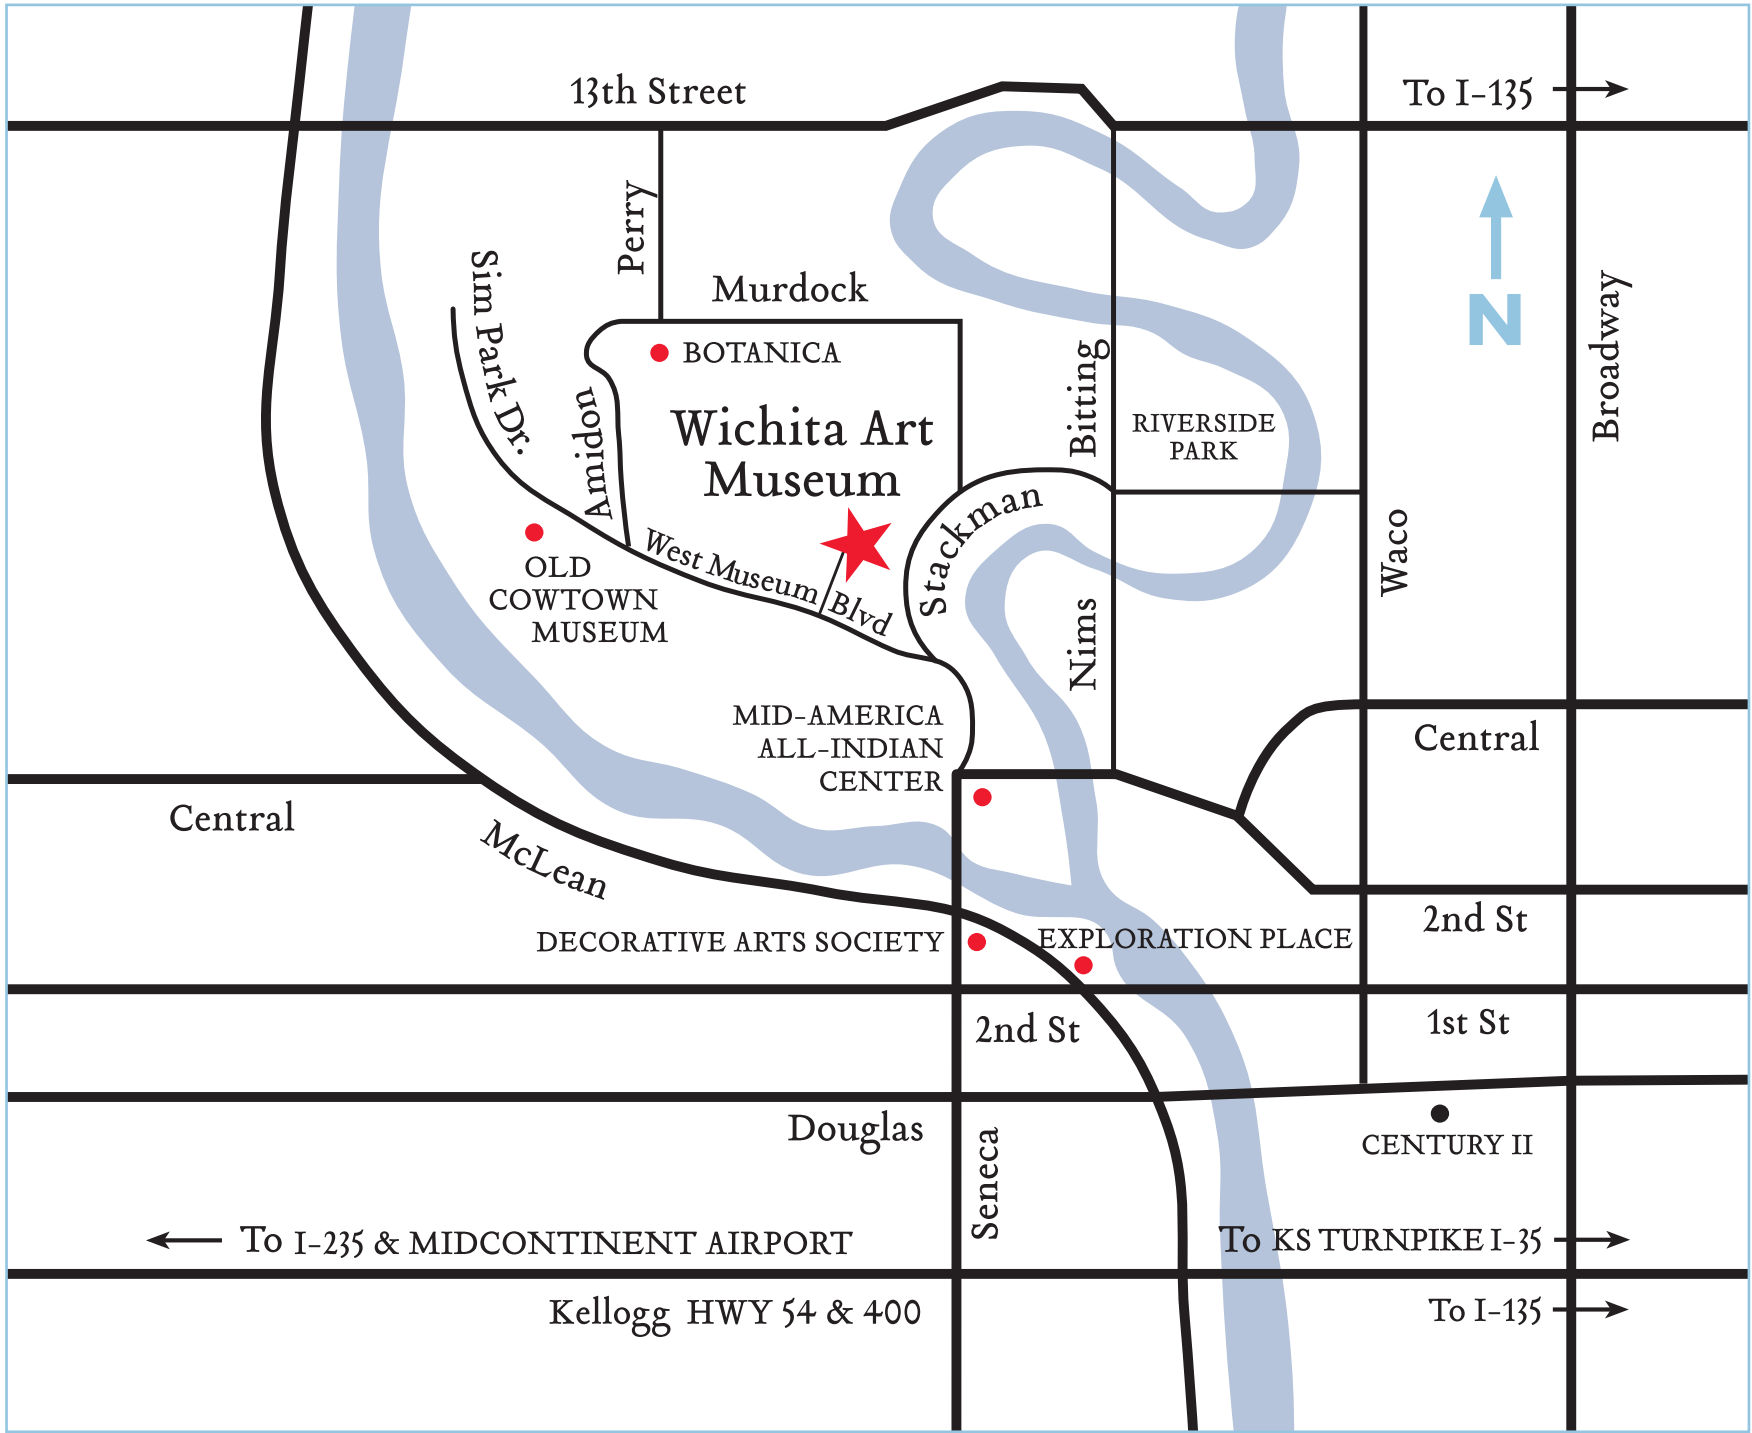 13th Street
To I-135
Perry
Sim Park Dr.
Murdock
N
Broadway
BOTANICA
Bitting
Amidon
Wichita Art
Museum
RIVERSIDE
PARK
Stackman
Waco
West Museum Blvd
OLD
COWTOWN
MUSEUM
Nims
MID-AMERICA
ALL-INDIAN
CENTER
Central
Central
McLean
2nd St
DECORATIVE ARTS SOCIETY
EXPLORATION PLACE
2nd St
1st St
Douglas
Seneca
CENTURY II
To I-235 & MIDCONTINENT AIRPORT
To KS TURNPIKE I-35
Kellogg HWY 54 & 400
To I-135